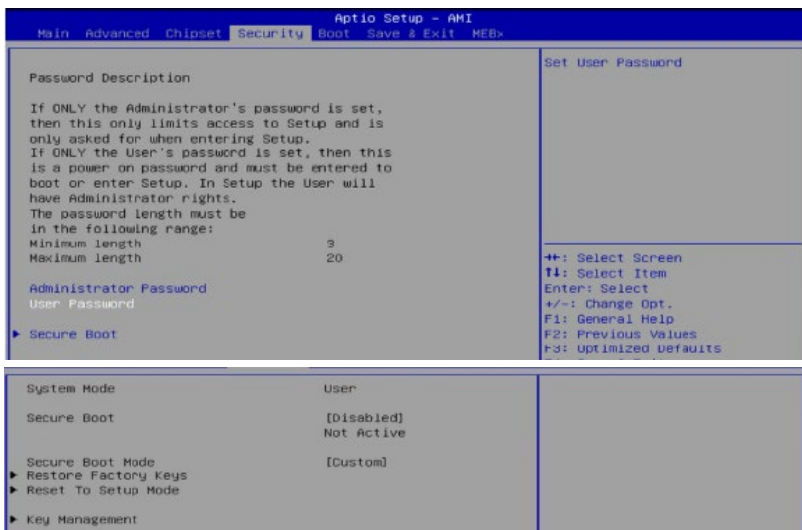 Aptio Setup – AMI
Main Advanced Chipset Security Boot Save & Exit MEBx
Password Description
If ONLY the Administrator's password is set,
then this only limits access to Setup and is
only asked for when entering Setup.
If ONLY the User's password is set, then this
is a power on password and must be entered to
boot or enter Setup. In Setup the User will
have Administrator rights.
The password length must be
in the following range:
Minimum length 3
Maximum length 20
Administrator Password
User Password
Secure Boot
Set User Password
→←: Select Screen
↑↓: Select Item
Enter: Select
+/-: Change Opt.
F1: General Help
F2: Previous Values
F3: Optimized Defaults
System Mode User
Secure Boot [Disabled]
Not Active
Secure Boot Mode [Custom]
Restore Factory Keys
Reset To Setup Mode
Key Management